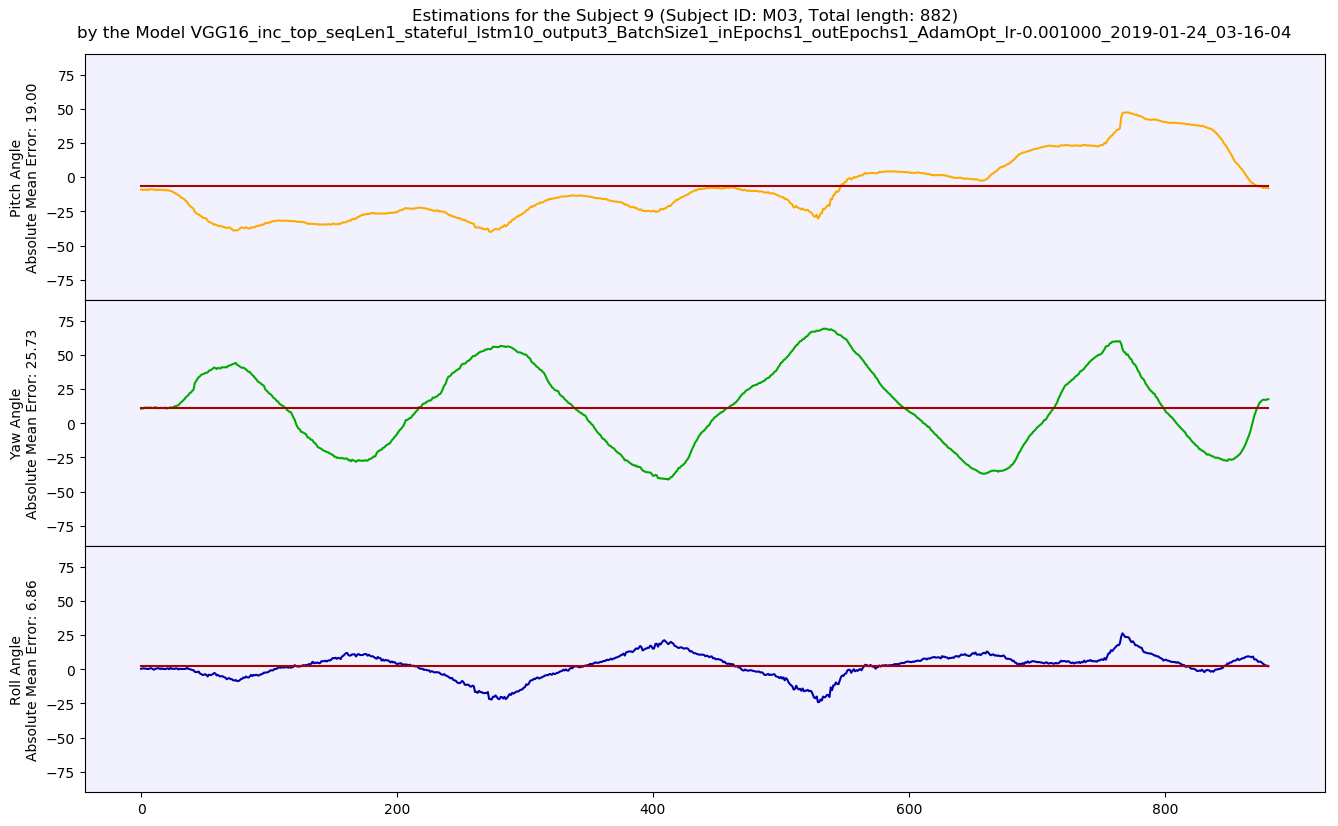 Estimations for the Subject 9 (Subject ID: M03, Total length: 882)
by the Model VGG16_inc_top_seqLen1_stateful_lstm10_output3_BatchSize1_inEpochs1_outEpochs1_AdamOpt_lr-0.001000_2019-01-24_03-16-04
Pitch Angle
Absolute Mean Error: 19.00
75
50
25
0
−25
−50
−75
Yaw Angle
Absolute Mean Error: 25.73
75
50
25
0
−25
−50
−75
Roll Angle
Absolute Mean Error: 6.86
75
50
25
0
−25
−50
−75
0 200 400 600 800